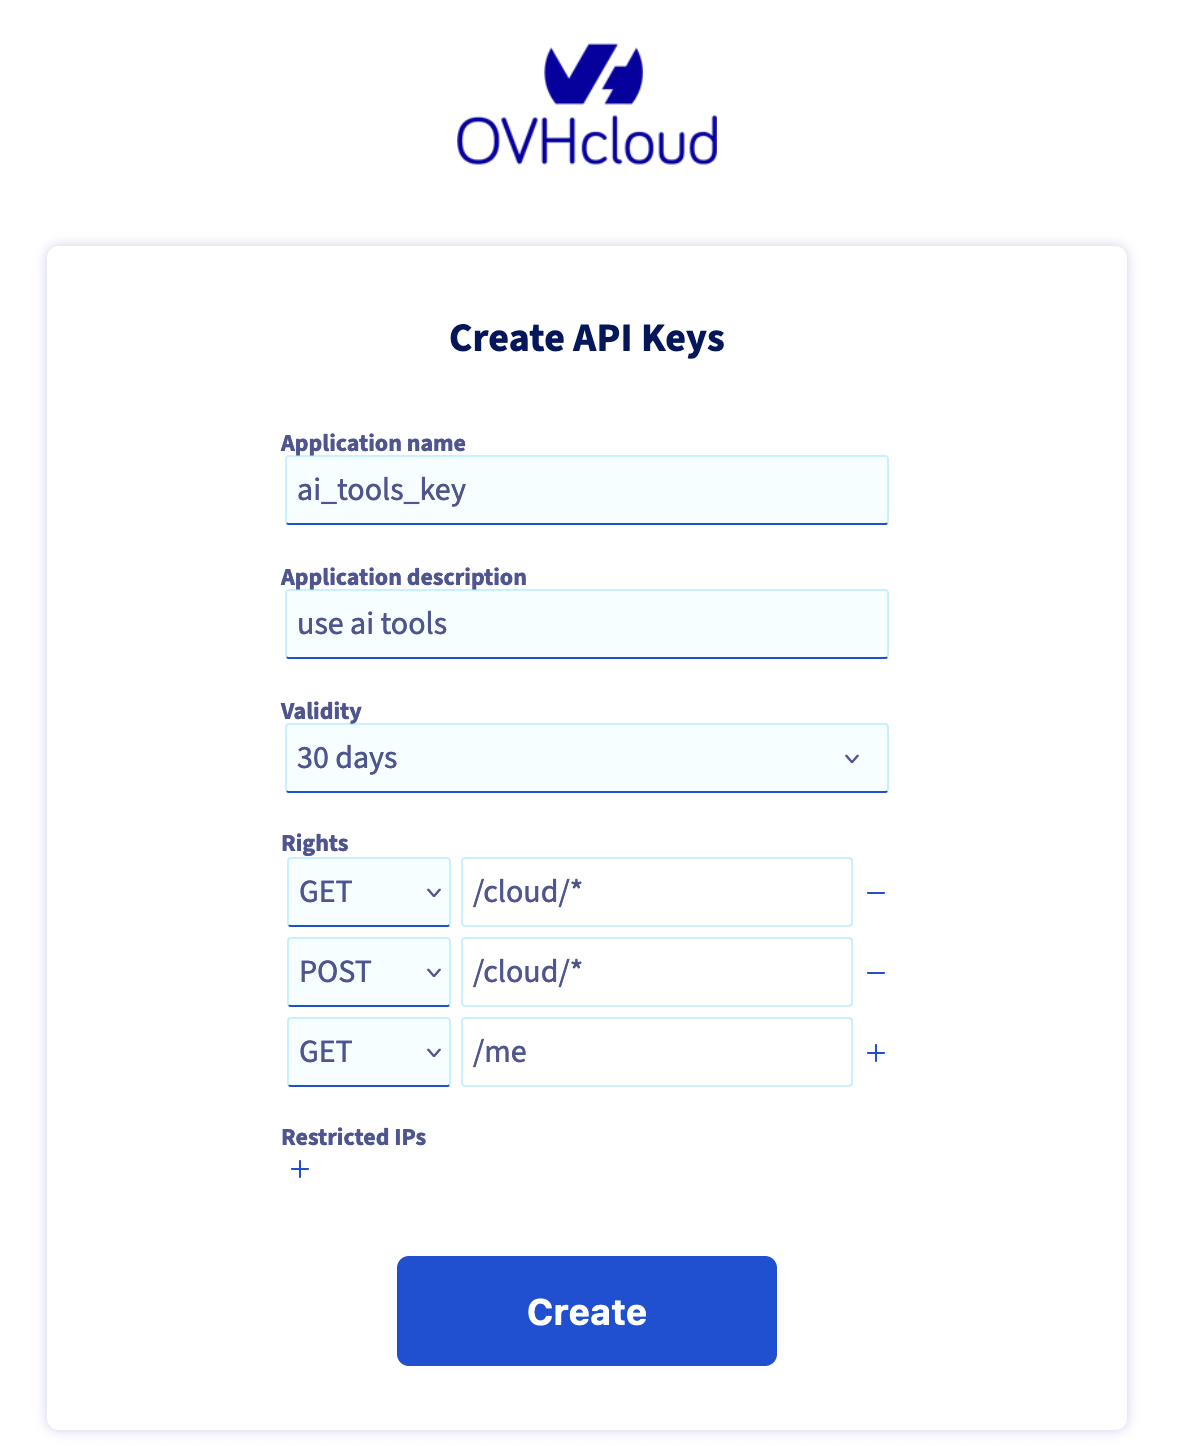 OVHcloud
Create API Keys
Application name
ai_tools_key
Application description
use ai tools
Validity
30 days
Rights
GET /cloud/*
POST /cloud/*
GET /me
Restricted IPs
Create